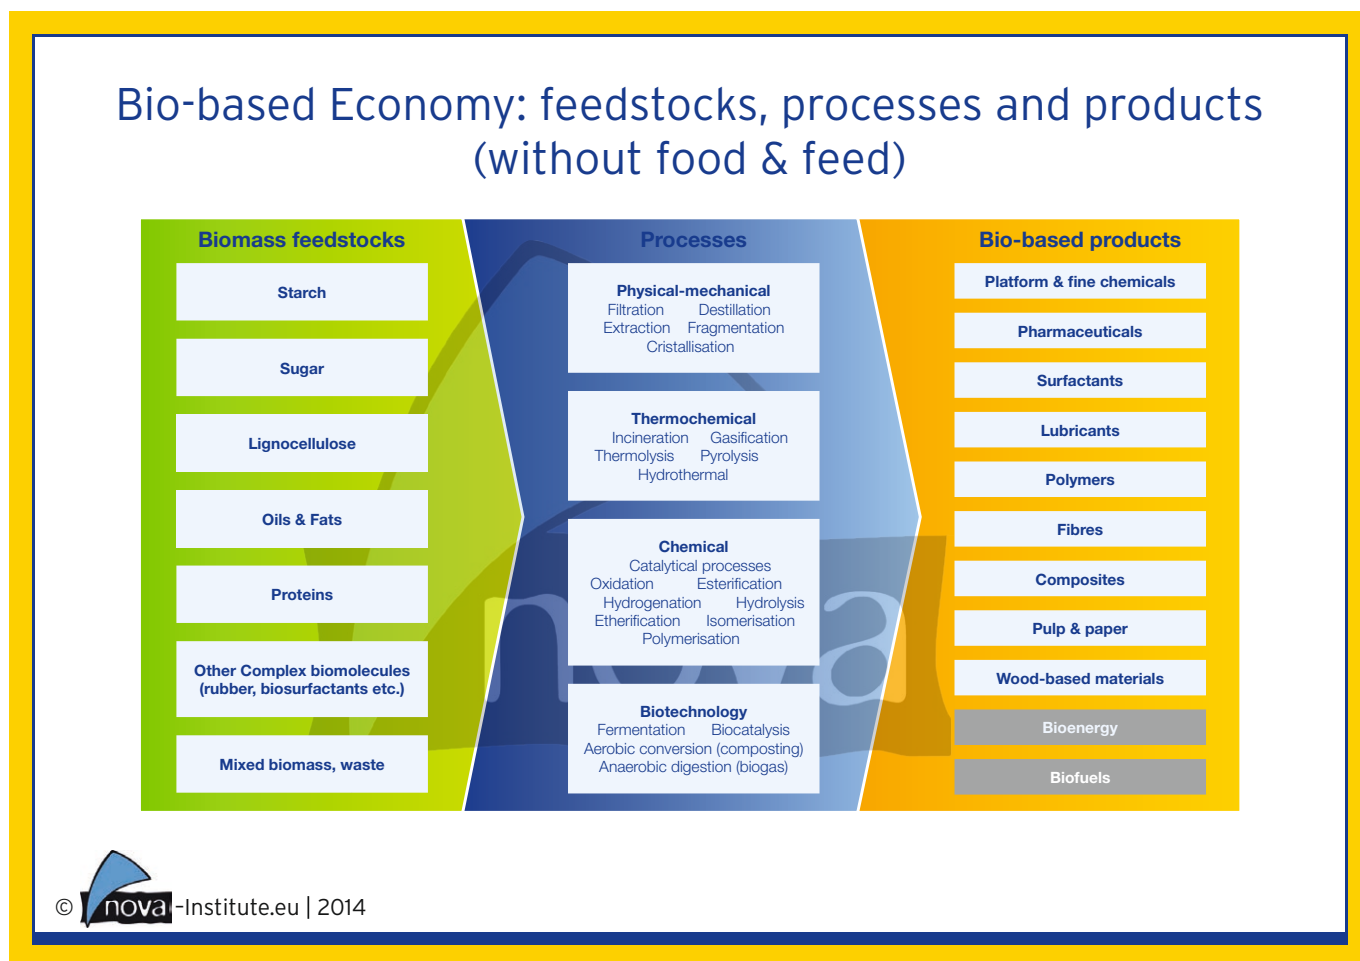 Bio-based Economy: feedstocks, processes and products
(without food & feed)
Biomass feedstocks
Starch
Sugar
Lignocellulose
Oils & Fats
Proteins
Other Complex biomolecules
(rubber, biosurfactants etc.)
Mixed biomass, waste
Processes
Physical-mechanical
Filtration Destillation
Extraction Fragmentation
Cristallisation
Thermochemical
Incineration Gasification
Thermolysis Pyrolysis
Hydrothermal
Chemical
Catalytical processes
Oxidation Esterification
Hydrogenation Hydrolysis
Etherification Isomerisation
Polymerisation
Biotechnology
Fermentation Biocatalysis
Aerobic conversion (composting)
Anaerobic digestion (biogas)
Bio-based products
Platform & fine chemicals
Pharmaceuticals
Surfactants
Lubricants
Polymers
Fibres
Composites
Pulp & paper
Wood-based materials
Bioenergy
Biofuels
nova
© nova-Institute.eu | 2014